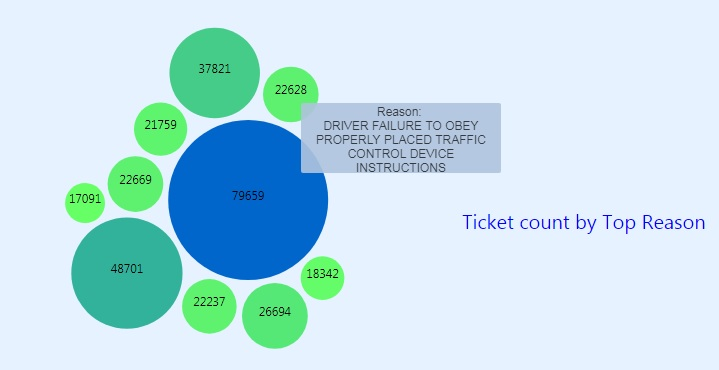 37821
22628
21759
Reason:
DRIVER FAILURE TO OBEY
PROPERLY PLACED TRAFFIC
CONTROL DEVICE
INSTRUCTIONS
22669
17091
79659
Ticket count by Top Reason
48701
18342
22237
26694